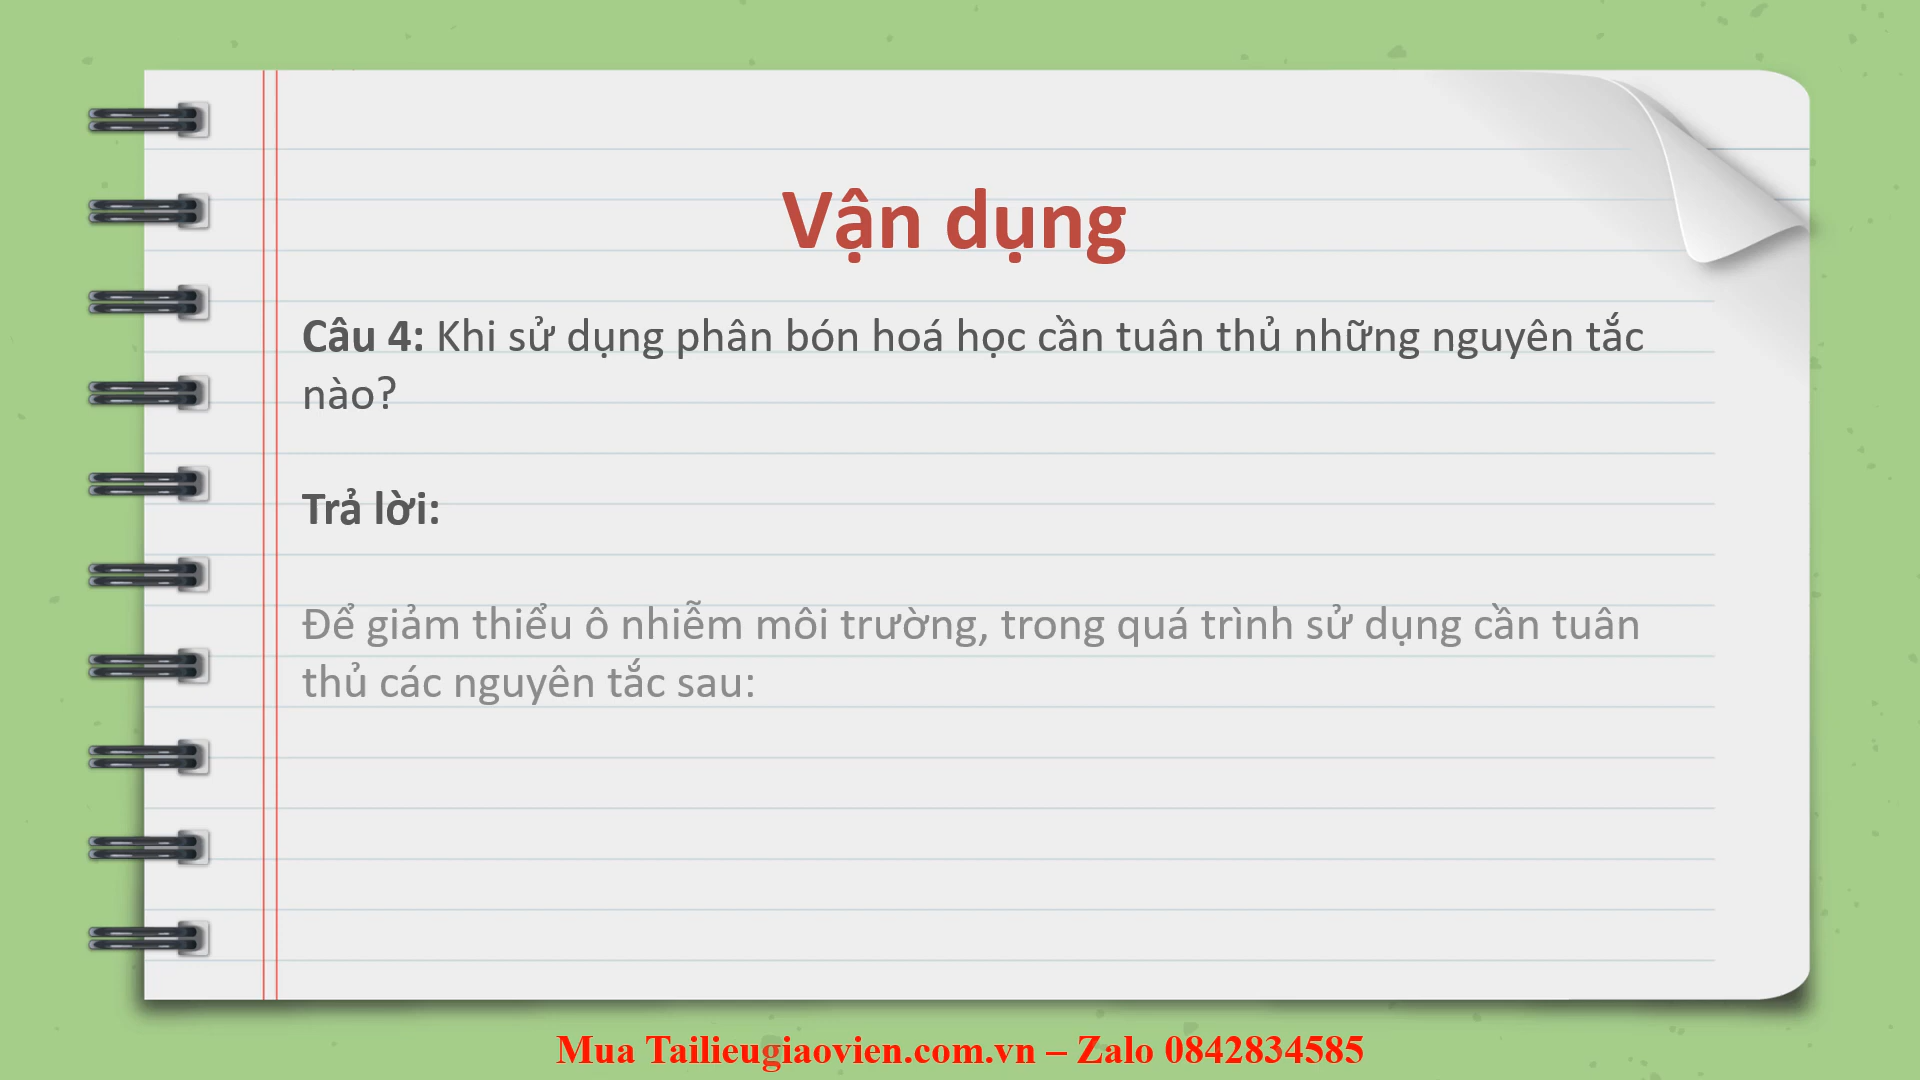 Vận dụng
Câu 4: Khi sử dụng phân bón hoá học cần tuân thủ những nguyên tắc
nào?
Trả lời:
Để giảm thiểu ô nhiễm môi trường, trong quá trình sử dụng cần tuân
thủ các nguyên tắc sau:
Mua Tailieugiaovien.com.vn – Zalo 0842834585